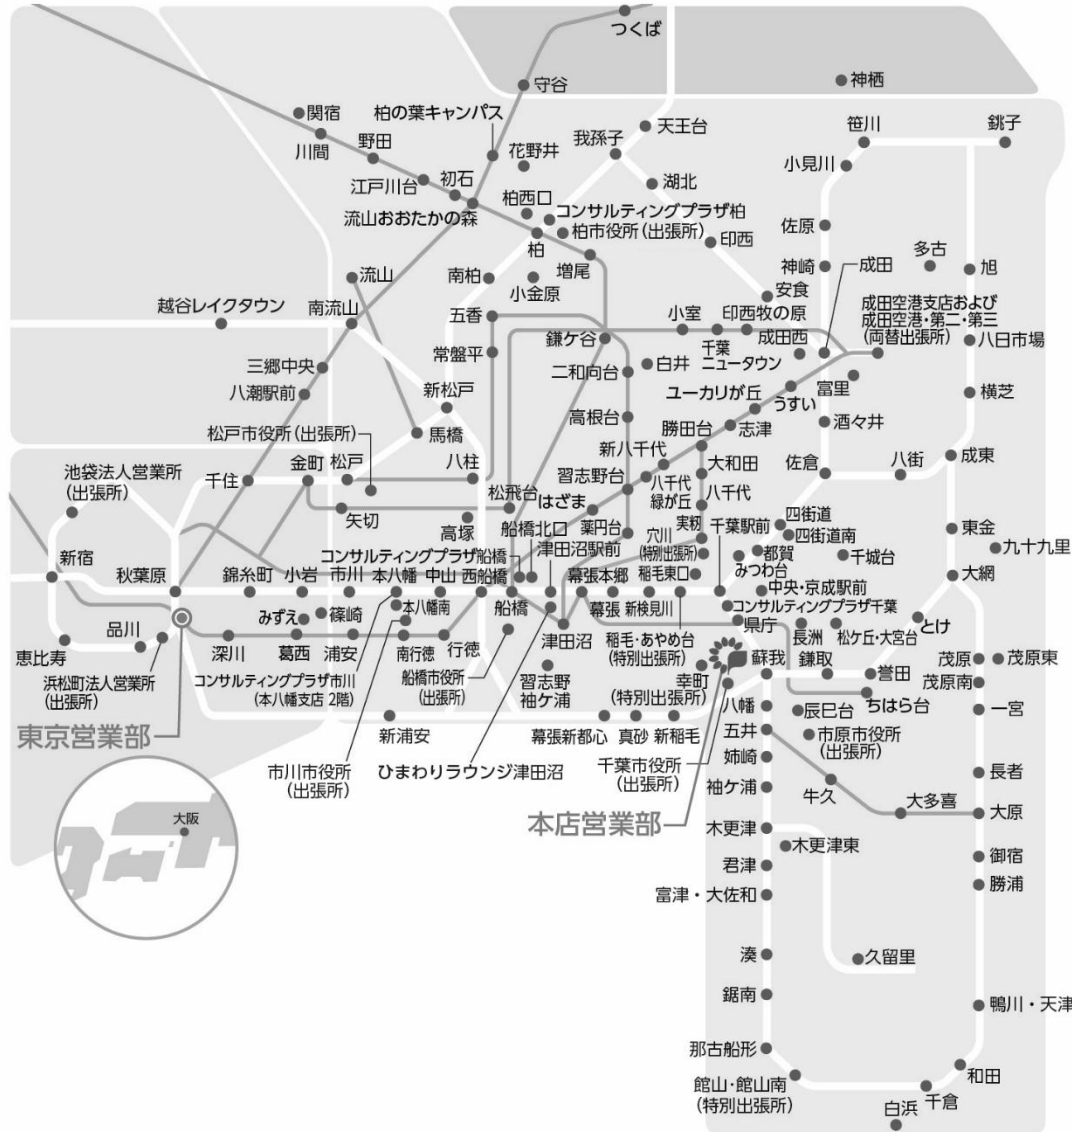 つくば
守谷
神栖
関宿
柏の葉キャンパス
川間
野田
花野井
我孫子
天王台
笹川
銚子
小見川
江戸川台
初石
流山おおたかの森
柏西口
コンサルティングプラザ柏
柏市役所(出張所)
柏
湖北
印西
佐原
多古
流山
南柏
小金原
増尾
安食
神崎
成田
旭
越谷レイクタウン
南流山
五香
小室
印西牧の原
成田空港支店および
成田空港・第二・第三
(両替出張所)
三郷中央
常盤平
鎌ケ谷
千葉
ニュータウン
成田西
八日市場
八潮駅前
新松戸
二和向台
白井
ユーカリが丘
うすい
富里
横芝
松戸市役所(出張所)
馬橋
高根台
勝田台
志津
酒々井
池袋法人営業所
(出張所)
千住
金町
松戸
八柱
新八千代
習志野台
八千代
緑が丘
大和田
佐倉
八街
成東
矢切
松飛台
高塚
はざま
薬円台
八千代
実籾
四街道
四街道南
東金
九十九里
新宿
秋葉原
コンサルティングプラザ船橋
船橋北口
津田沼駅前
穴川
(特別出張所)
千葉駅前
都賀
みつわ台
千城台
錦糸町
小岩
市川
本八幡
中山
西船橋
幕張本郷
稲毛東口
中央・京成駅前
大網
みずえ
篠崎
本八幡南
船橋
幕張
新検見川
コンサルティングプラザ千葉
県庁
品川
恵比寿
浜松町法人営業所
(出張所)
深川
葛西
浦安
南行徳
行徳
船橋市役所
(出張所)
津田沼
稲毛・あやめ台
(特別出張所)
長洲
松ケ丘・大宮台
とけ
コンサルティングプラザ市川
(本八幡支店 2階)
習志野
袖ケ浦
幸町
(特別出張所)
蘇我
鎌取
誉田
茂原
茂原東
茂原南
ちはら台
東京営業部
新浦安
幕張新都心
真砂
新稲毛
八幡
辰巳台
一宮
市川市役所
(出張所)
ひまわりラウンジ津田沼
千葉市役所
(出張所)
五井
市原市役所
(出張所)
姉崎
長者
袖ケ浦
牛久
大多喜
大原
大阪
本店営業部
木更津
木更津東
御宿
君津
勝浦
富津・大佐和
湊
久留里
鋸南
鴨川・天津
那古船形
館山・館山南
(特別出張所)
和田
千倉
白浜